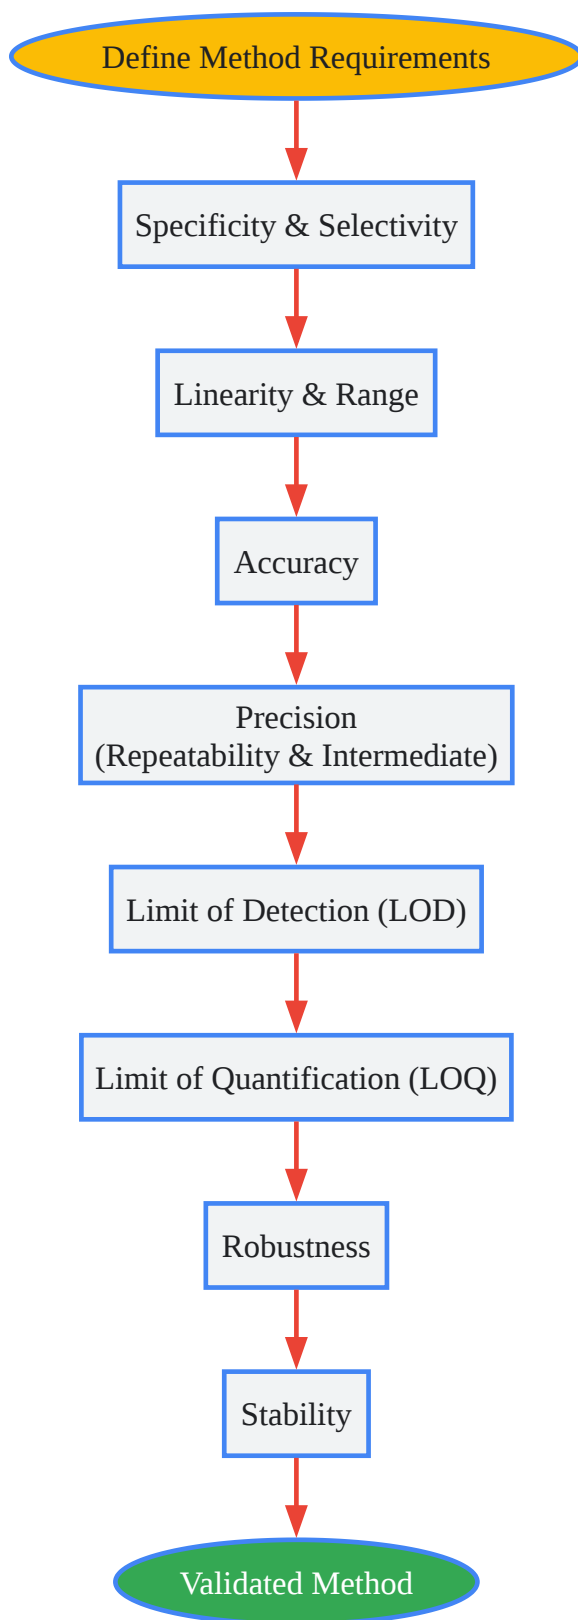 Define Method Requirements
Specificity & Selectivity
Linearity & Range
Accuracy
Precision
(Repeatability & Intermediate)
Limit of Detection (LOD)
Limit of Quantification (LOQ)
Robustness
Stability
Validated Method